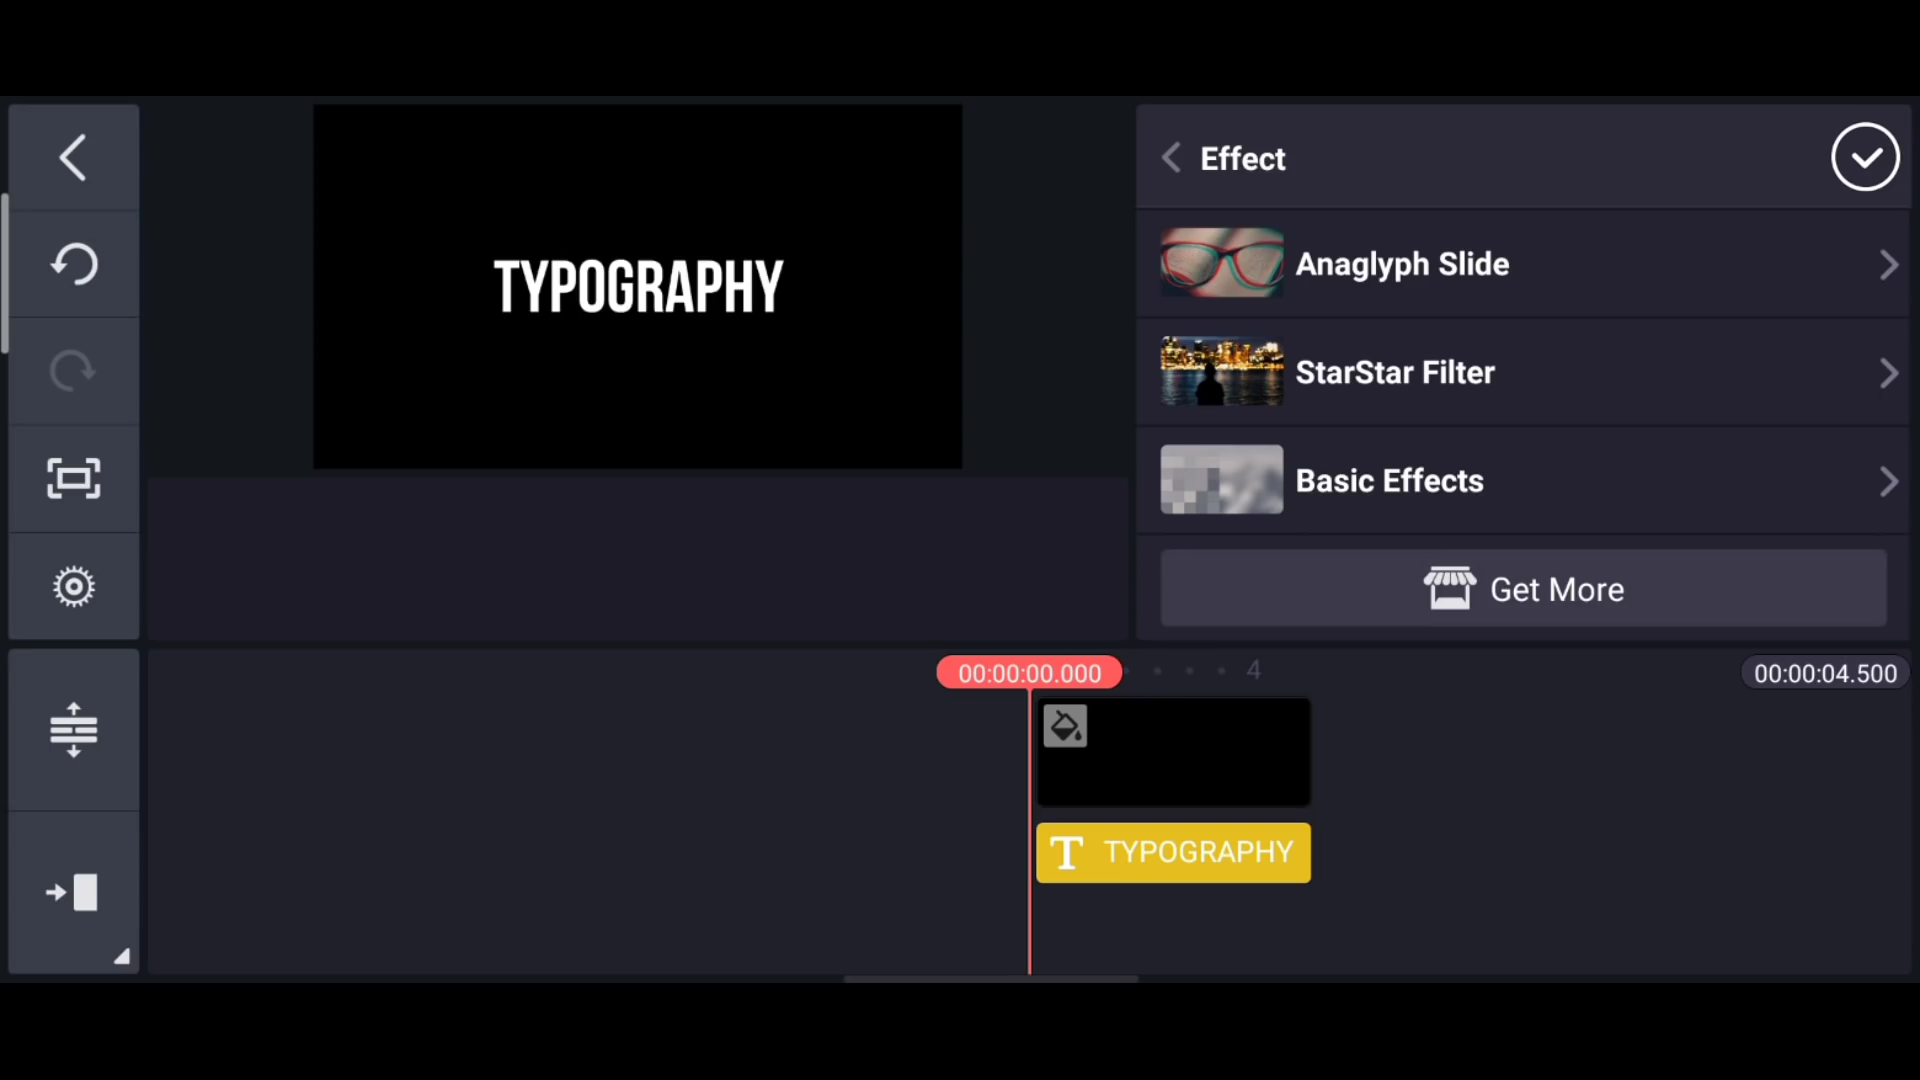 Effect
TYPOGRAPHY
Anaglyph Slide
StarStar Filter
Basic Effects
Get More
00:00:00.000
4
00:00:04.500
T TYPOGRAPHY